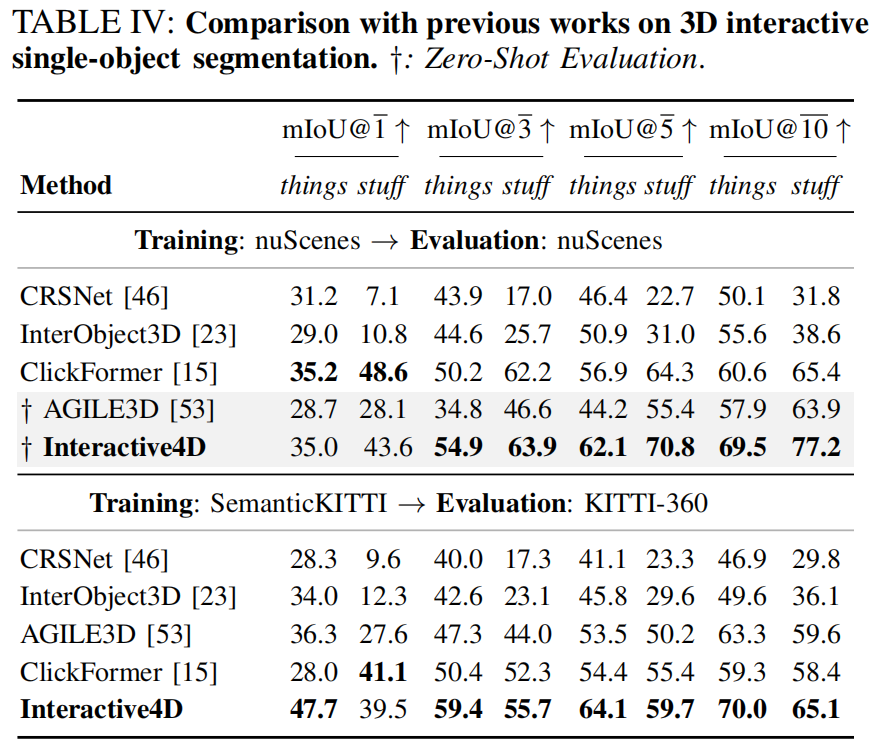 TABLE IV: Comparison with previous works on 3D interactive
single-object segmentation. †: Zero-Shot Evaluation.
mIoU@1̅ ↑ mIoU@3̅ ↑ mIoU@5̅ ↑ mIoU@1̅0̅ ↑
Method things stuff things stuff things stuff things stuff
Training: nuScenes → Evaluation: nuScenes
CRSNet [46] 31.2 7.1 43.9 17.0 46.4 22.7 50.1 31.8
InterObject3D [23] 29.0 10.8 44.6 25.7 50.9 31.0 55.6 38.6
ClickFormer [15] 35.2 48.6 50.2 62.2 56.9 64.3 60.6 65.4
† AGILE3D [53] 28.7 28.1 34.8 46.6 44.2 55.4 57.9 63.9
† Interactive4D 35.0 43.6 54.9 63.9 62.1 70.8 69.5 77.2
Training: SemanticKITTI → Evaluation: KITTI-360
CRSNet [46] 28.3 9.6 40.0 17.3 41.1 23.3 46.9 29.8
InterObject3D [23] 34.0 12.3 42.6 23.1 45.8 29.6 49.6 36.1
AGILE3D [53] 36.3 27.6 47.3 44.0 53.5 50.2 63.3 59.6
ClickFormer [15] 28.0 41.1 50.4 52.3 54.4 55.4 59.3 58.4
Interactive4D 47.7 39.5 59.4 55.7 64.1 59.7 70.0 65.1